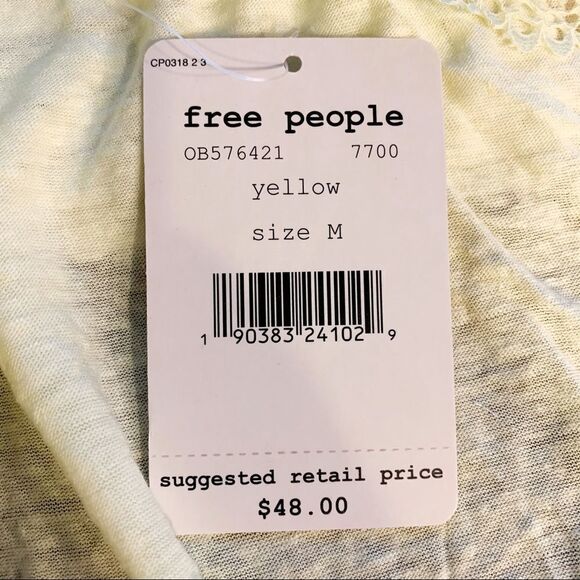 CP0318 2 3
free people
OB576421 7700
yellow
size M
1 90383 24102 9
suggested retail price
$48.00